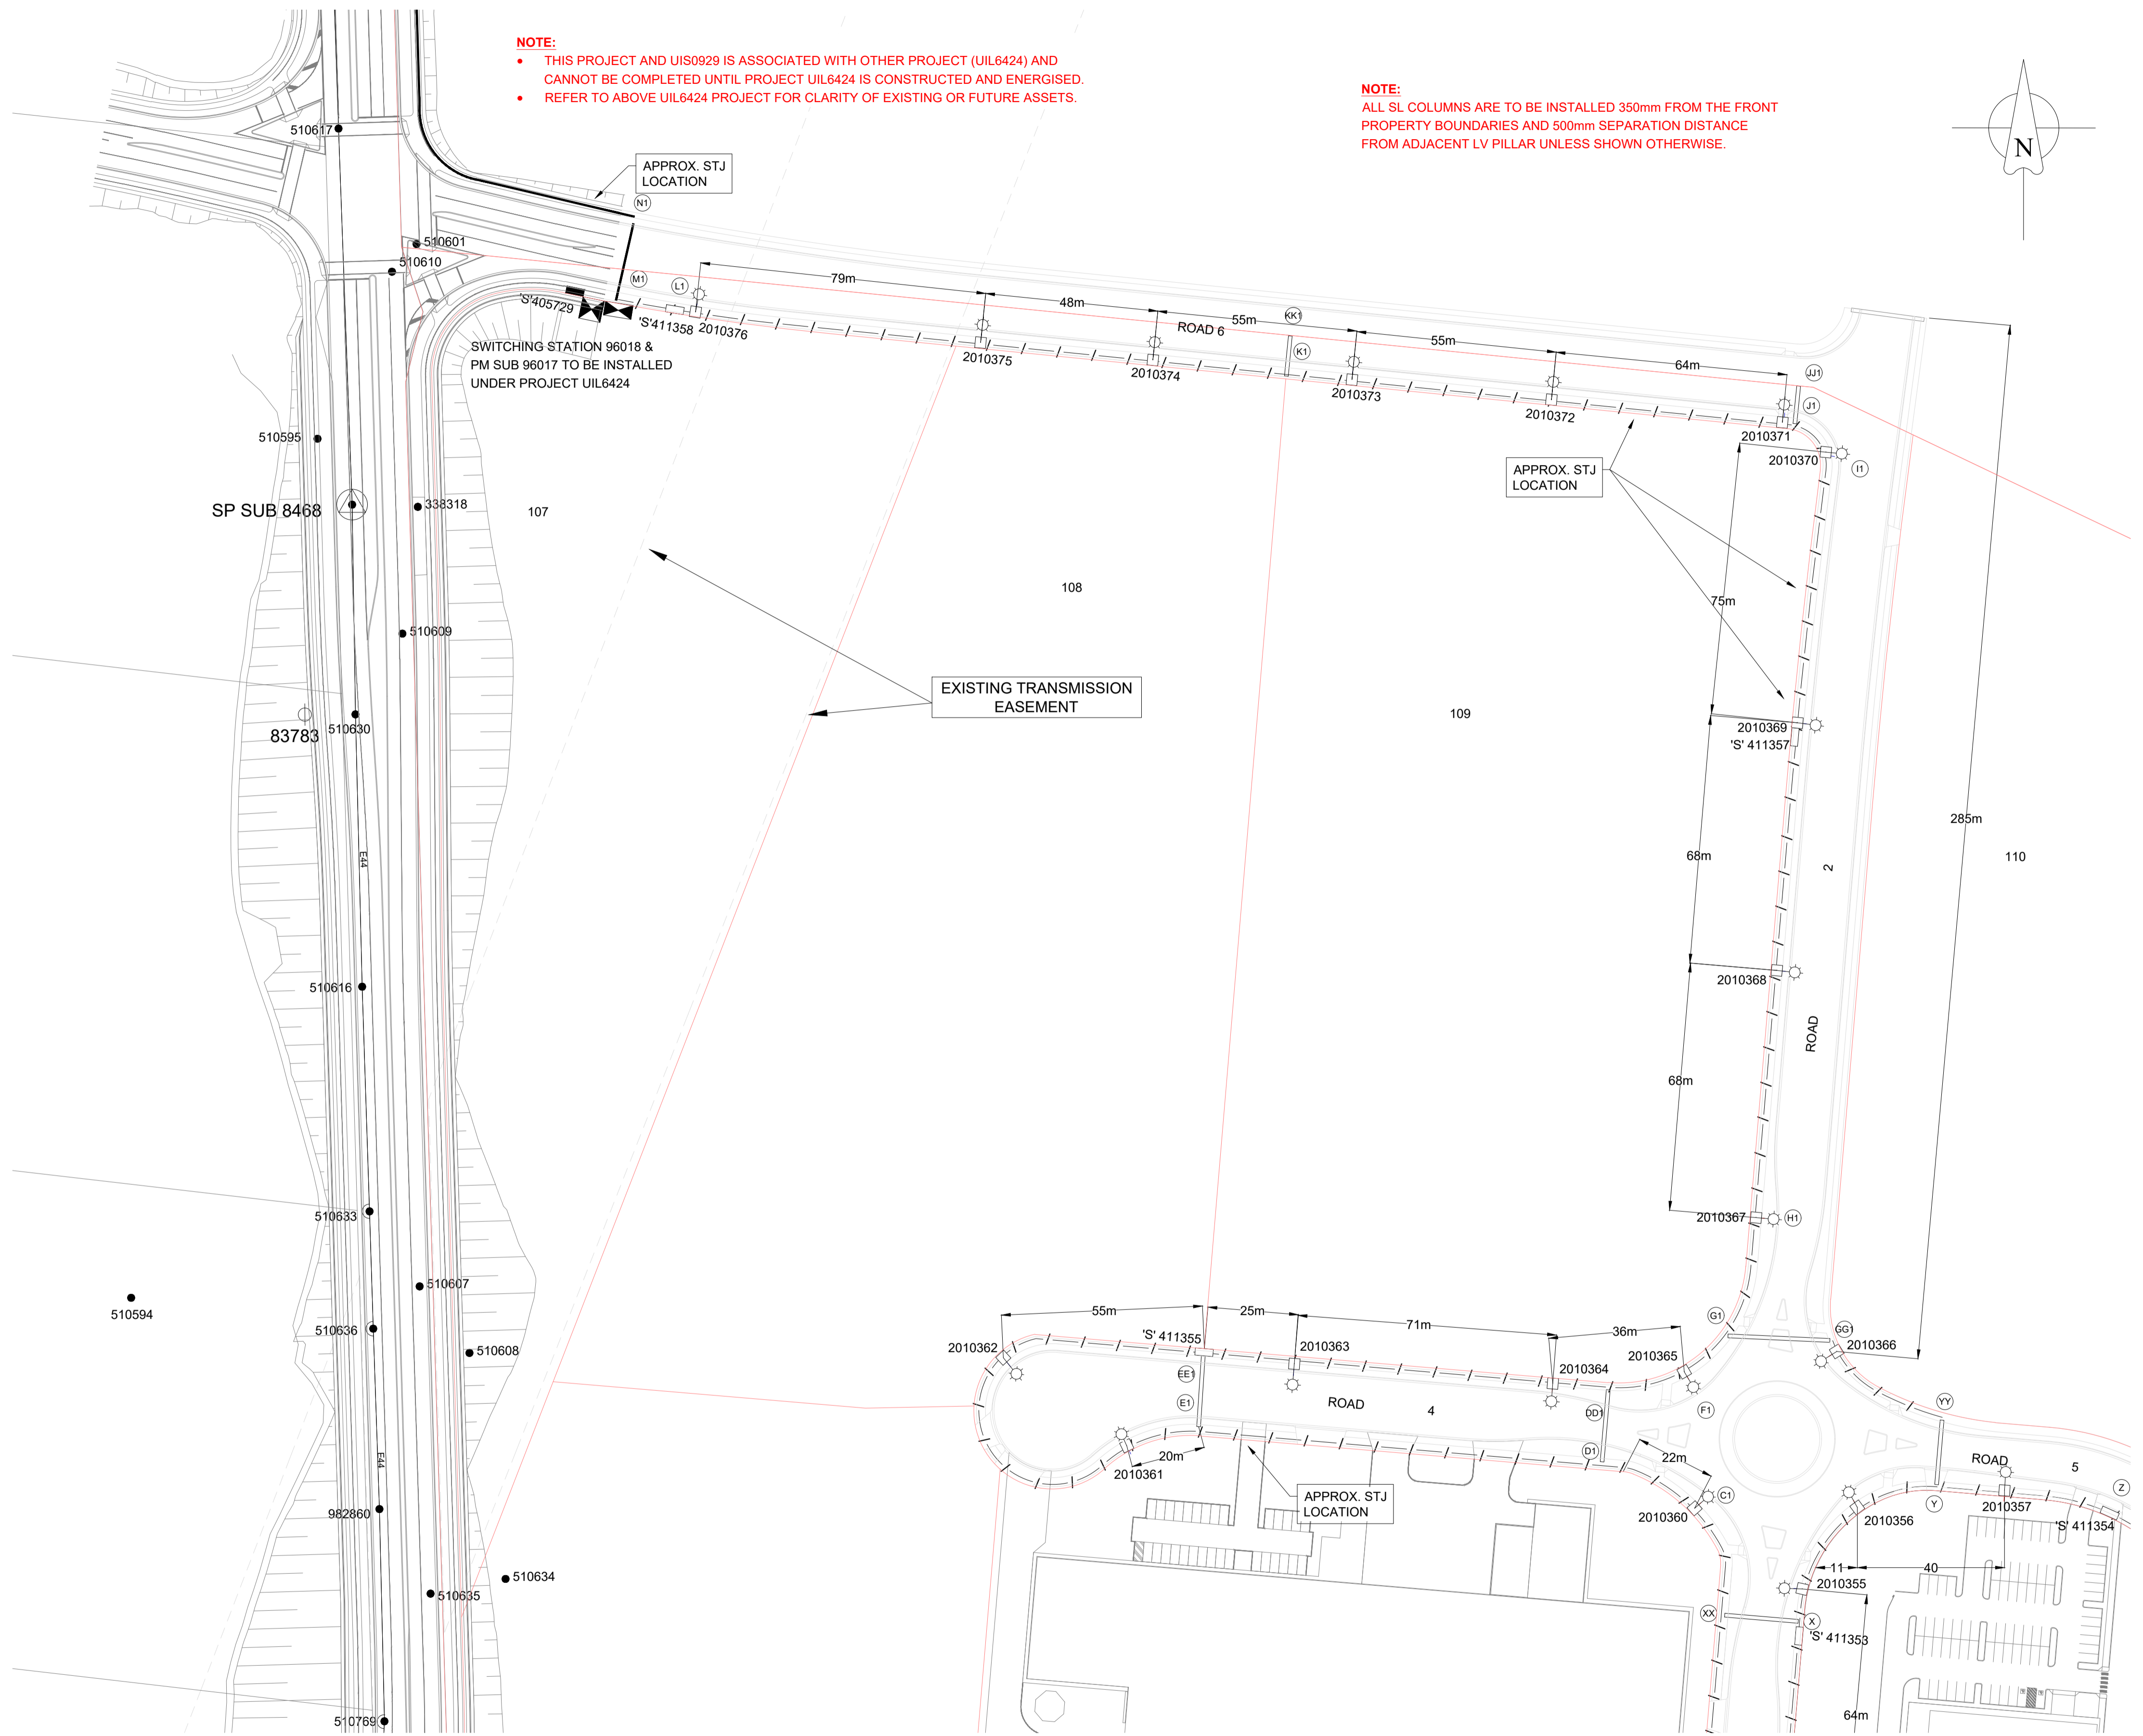 NOTE:
• THIS PROJECT AND UIS0929 IS ASSOCIATED WITH OTHER PROJECT (UIL6424) AND
CANNOT BE COMPLETED UNTIL PROJECT UIL6424 IS CONSTRUCTED AND ENERGISED.
• REFER TO ABOVE UIL6424 PROJECT FOR CLARITY OF EXISTING OR FUTURE ASSETS.
NOTE:
ALL SL COLUMNS ARE TO BE INSTALLED 350mm FROM THE FRONT
PROPERTY BOUNDARIES AND 500mm SEPARATION DISTANCE
FROM ADJACENT LV PILLAR UNLESS SHOWN OTHERWISE.
N
510617
APPROX. STJ
LOCATION
N1
510601
510610
M1
L1
79m
48m
55m
KK1
ROAD 6
55m
64m
'S'405729
'S'411358
2010376
2010375
2010374
K1
2010373
2010372
JJ1
J1
2010371
2010370
I1
SWITCHING STATION 96018 &
PM SUB 96017 TO BE INSTALLED
UNDER PROJECT UIL6424
510595
SP SUB 8468
338318
107
APPROX. STJ
LOCATION
108
75m
510609
EXISTING TRANSMISSION
EASEMENT
109
83783
510630
2010369
'S' 411357
285m
E44
68m
2
110
510616
2010368
ROAD
68m
510633
2010367
H1
510607
510594
510636
510608
55m
25m
71m
36m
G1
GG1
2010366
2010362
'S' 411355
2010363
2010364
2010365
EE1
E1
ROAD
4
DD1
F1
YY
E44
D1
20m
2010361
22m
ROAD
5
Z
APPROX. STJ
LOCATION
C1
2010360
2010356
Y
2010357
'S' 411354
982860
11
40
2010355
510634
510635
XX
X
'S' 411353
64m
510769